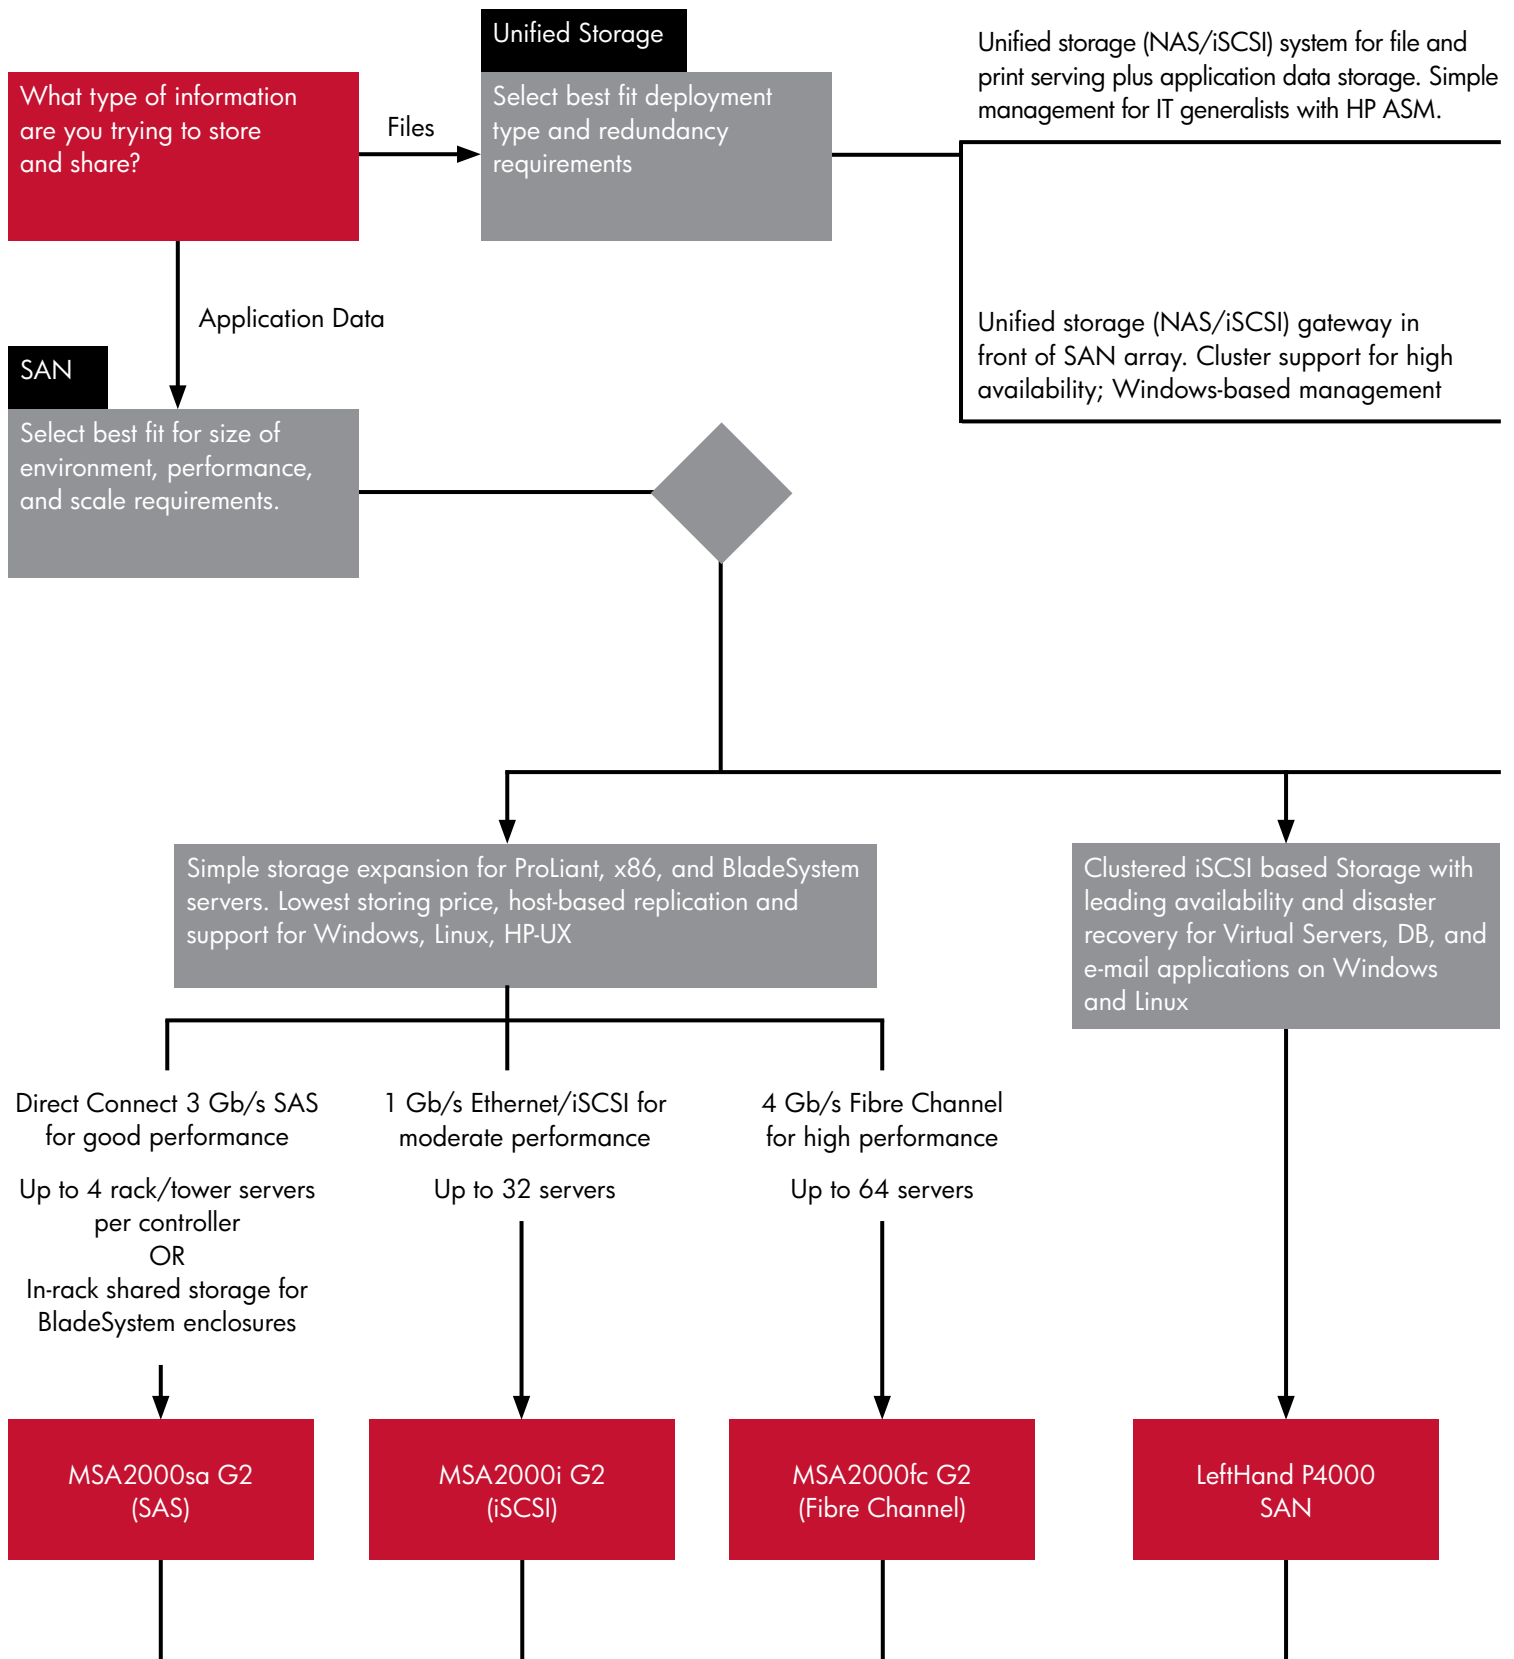 Unified Storage
What type of information
are you trying to store
and share?
Files
Select best fit deployment
type and redundancy
requirements
Unified storage (NAS/iSCSI) system for file and
print serving plus application data storage. Simple
management for IT generalists with HP ASM.
Application Data
Unified storage (NAS/iSCSI) gateway in
front of SAN array. Cluster support for high
availability; Windows-based management
SAN
Select best fit for size of
environment, performance,
and scale requirements.
Simple storage expansion for ProLiant, x86, and BladeSystem
servers. Lowest storing price, host-based replication and
support for Windows, Linux, HP-UX
Clustered iSCSI based Storage with
leading availability and disaster
recovery for Virtual Servers, DB, and
e-mail applications on Windows
and Linux
Direct Connect 3 Gb/s SAS
for good performance
Up to 4 rack/tower servers
per controller
OR
In-rack shared storage for
BladeSystem enclosures
1 Gb/s Ethernet/iSCSI for
moderate performance
Up to 32 servers
4 Gb/s Fibre Channel
for high performance
Up to 64 servers
MSA2000sa G2
(SAS)
MSA2000i G2
(iSCSI)
MSA2000fc G2
(Fibre Channel)
LeftHand P4000
SAN